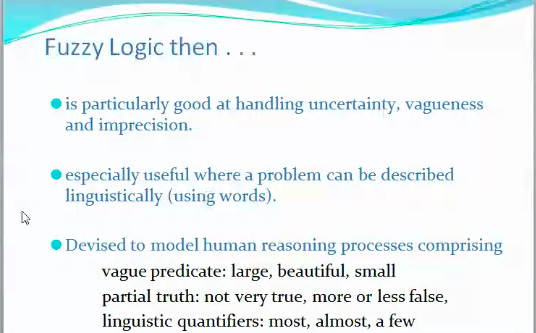 Fuzzy Logic then . . .
is particularly good at handling uncertainty, vagueness
and imprecision.
especially useful where a problem can be described
linguistically (using words).
Devised to model human reasoning processes comprising
vague predicate: large, beautiful, small
partial truth: not very true, more or less false,
linguistic quantifiers: most, almost, a few